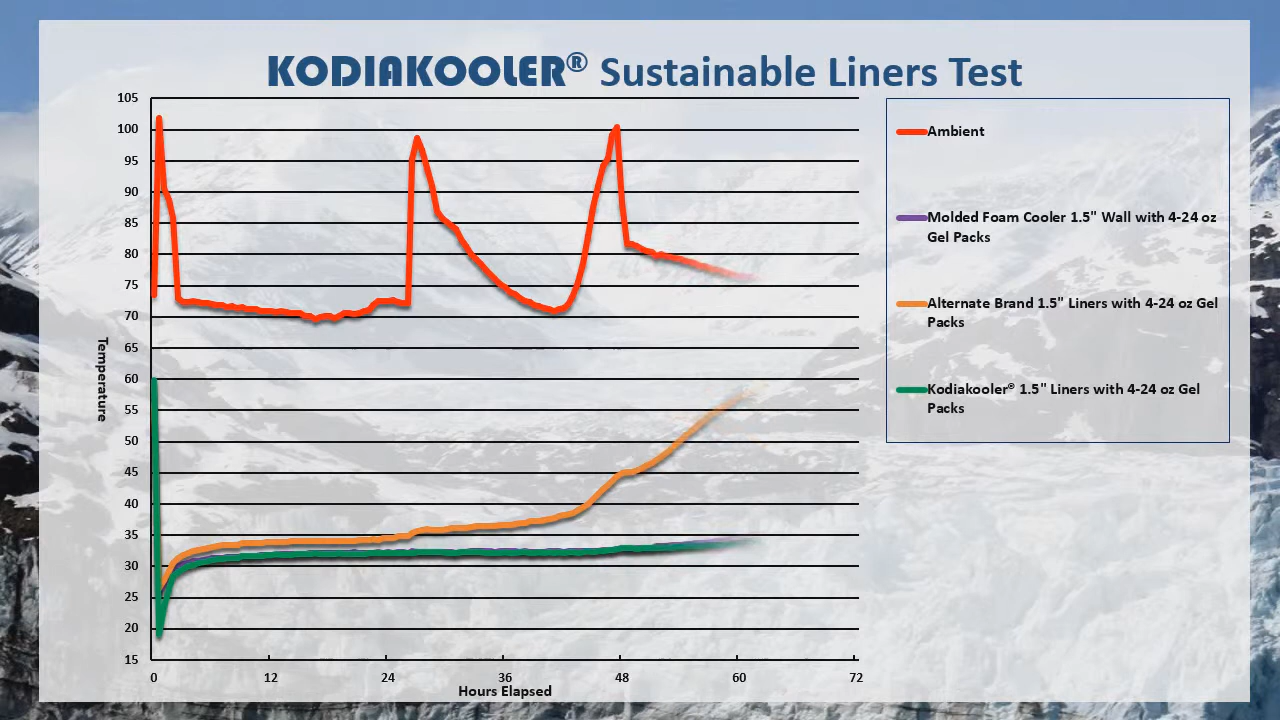 KODIAKOOLER® Sustainable Liners Test
105
100
95
90
85
80
75
70
65
60
55
50
45
40
35
30
25
20
15
Temperature
0 12 24 36 48 60 72
Hours Elapsed
Ambient
Molded Foam Cooler 1.5" Wall with 4-24 oz
Gel Packs
Alternate Brand 1.5" Liners with 4-24 oz Gel
Packs
Kodiakooler® 1.5" Liners with 4-24 oz Gel
Packs